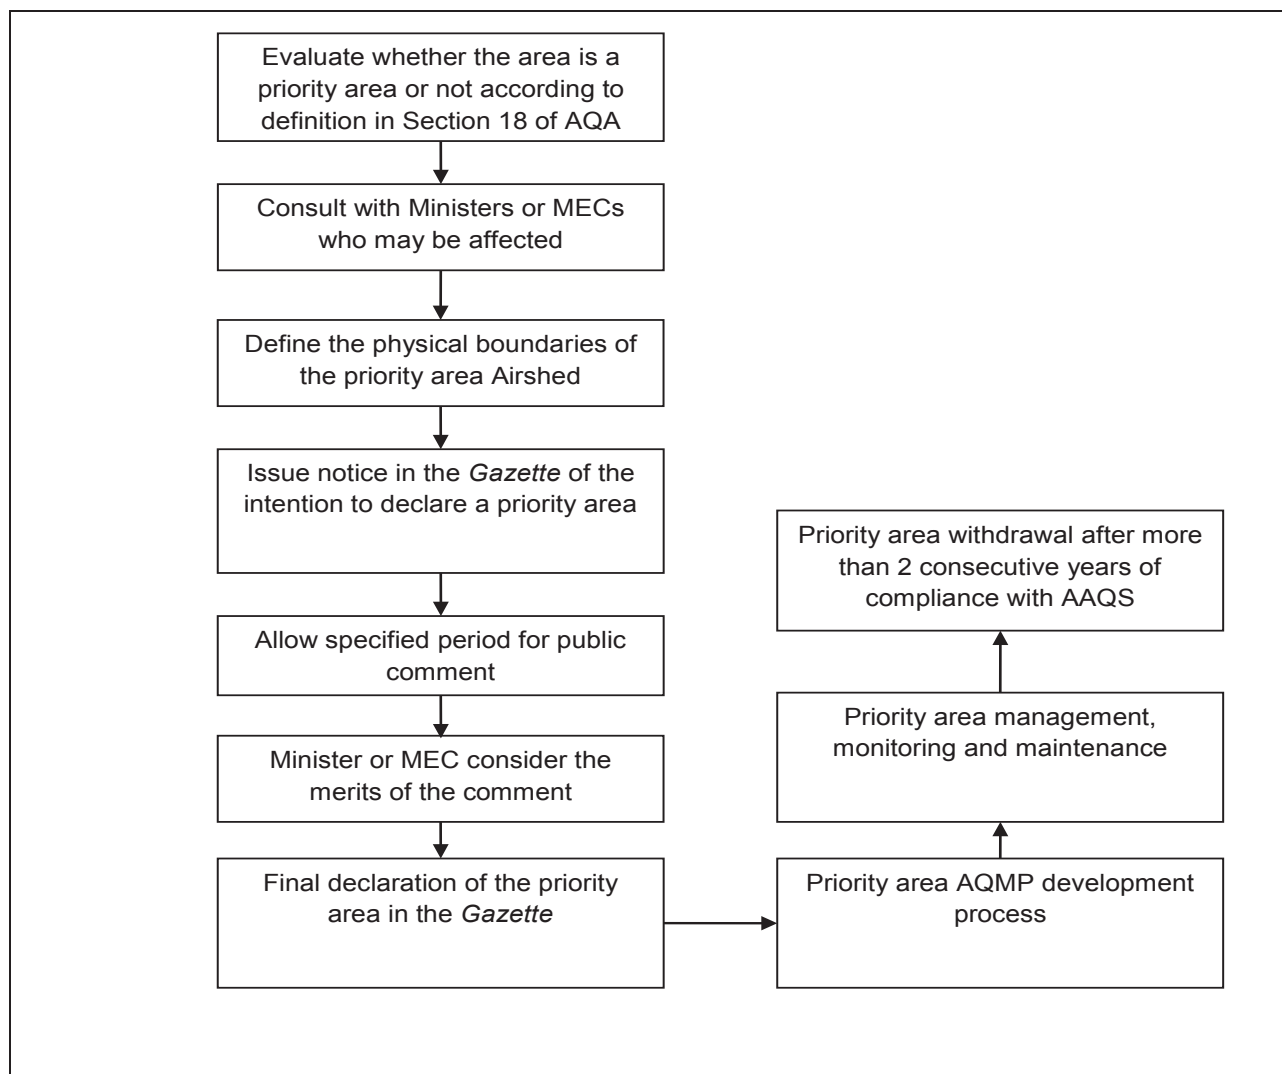 Evaluate whether the area is a
priority area or not according to
definition in Section 18 of AQA
Consult with Ministers or MECs
who may be affected
Define the physical boundaries of
the priority area Airshed
Issue notice in the Gazette of the
intention to declare a priority area
Allow specified period for public
comment
Minister or MEC consider the
merits of the comment
Final declaration of the priority
area in the Gazette
Priority area AQMP development
process
Priority area management,
monitoring and maintenance
Priority area withdrawal after more
than 2 consecutive years of
compliance with AAQS